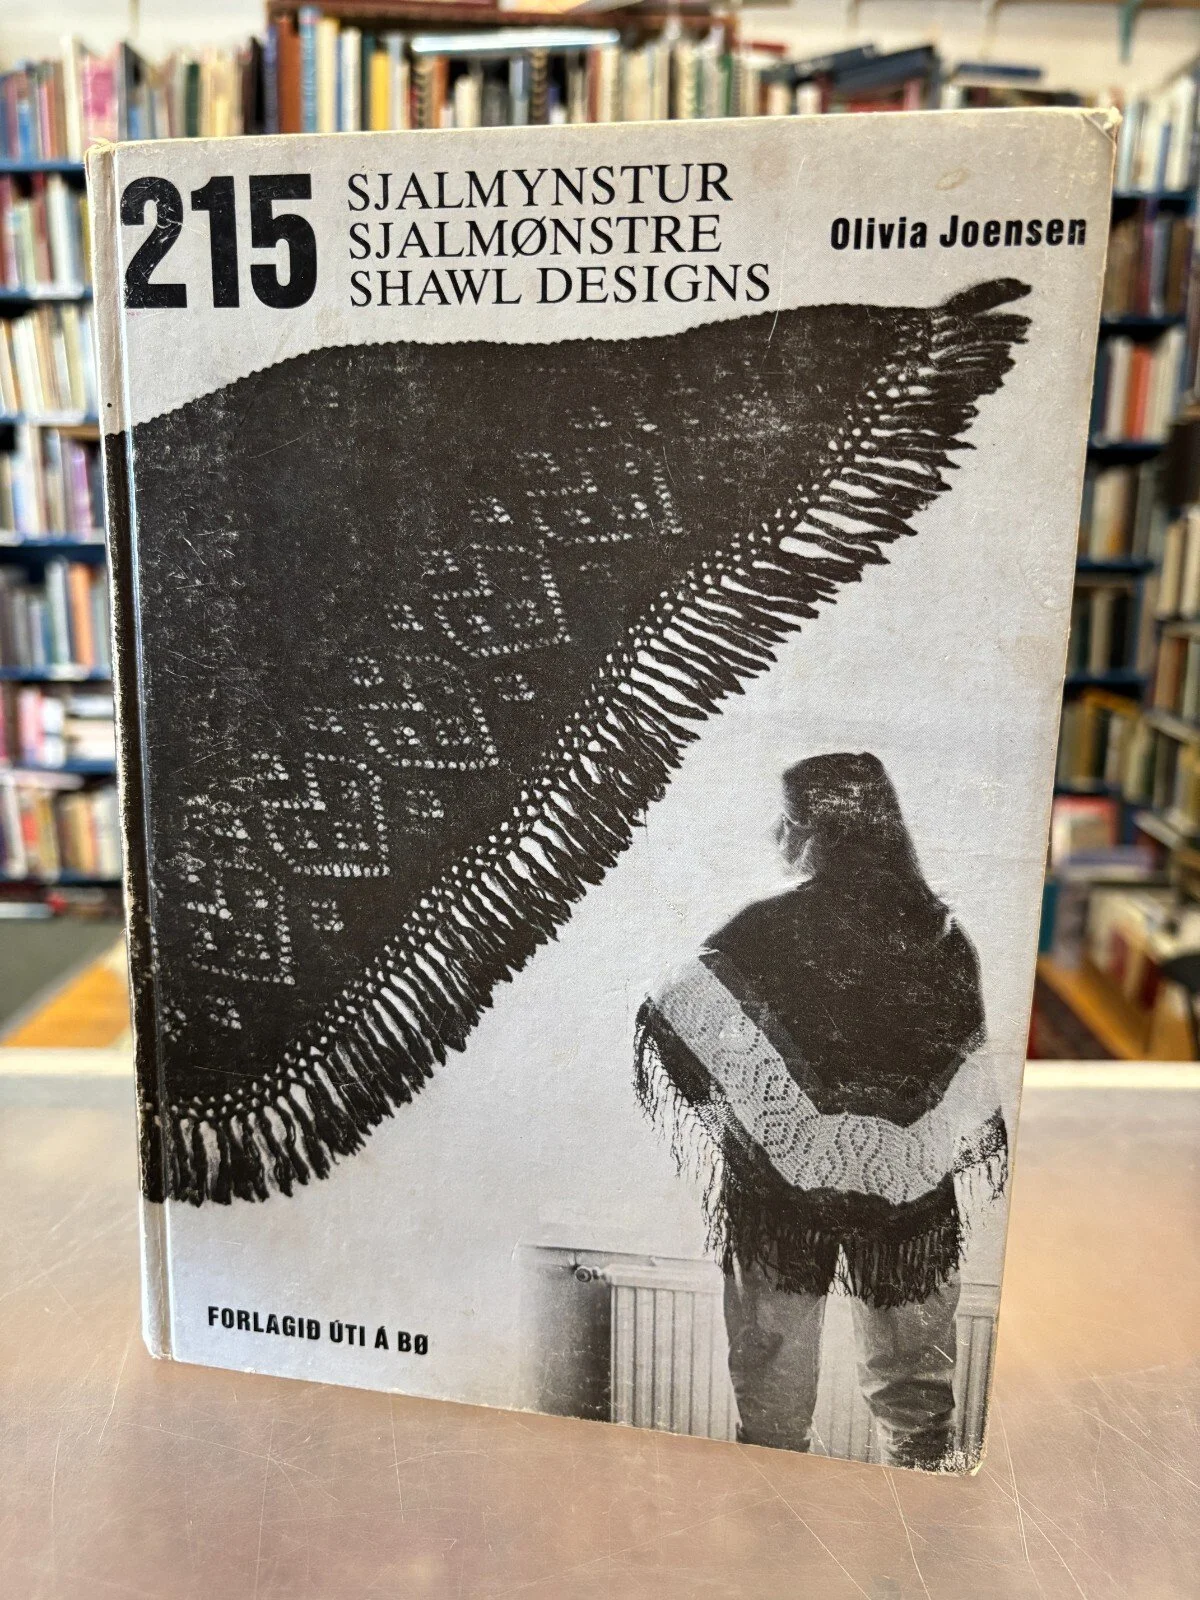 215
SJALMYNSTUR
SJALMØNSTRE
SHAWL DESIGNS
Olivia Joensen
FORLAGIÐ ÚTI Á BØ